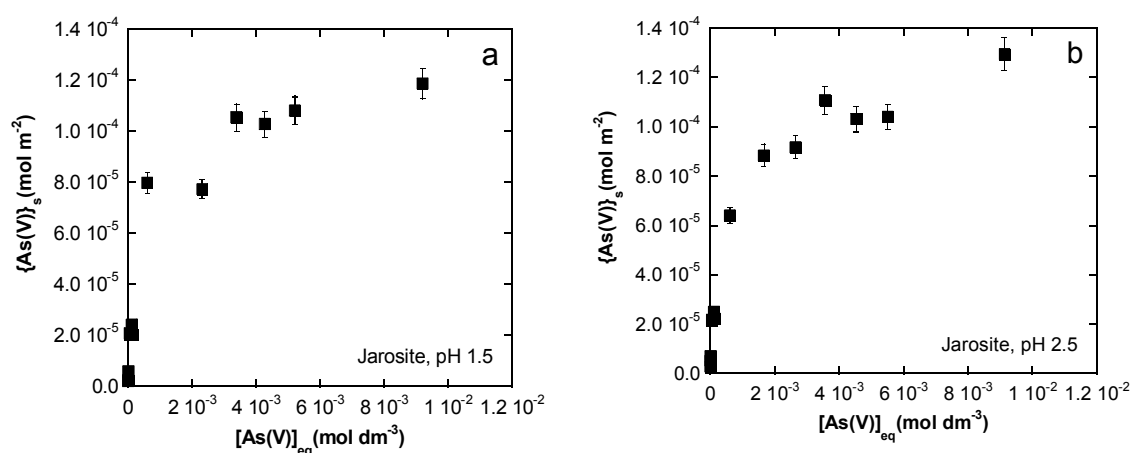 a
1.4 10-4
1.2 10-4
1.0 10-4
8.0 10-5
6.0 10-5
4.0 10-5
2.0 10-5
0.0
{As(V)}s(mol m-2)
Jarosite, pH 1.5
0 2 10-3 4 10-3 6 10-3 8 10-3 1 10-2 1.2 10-2
[As(V)]eq(mol dm-3)
b
1.4 10-4
1.2 10-4
1.0 10-4
8.0 10-5
6.0 10-5
4.0 10-5
2.0 10-5
0.0
{As(V)}s(mol m-2)
Jarosite, pH 2.5
0 2 10-3 4 10-3 6 10-3 8 10-3 1 10-2 1.2 10-2
[As(V)]eq(mol dm-3)